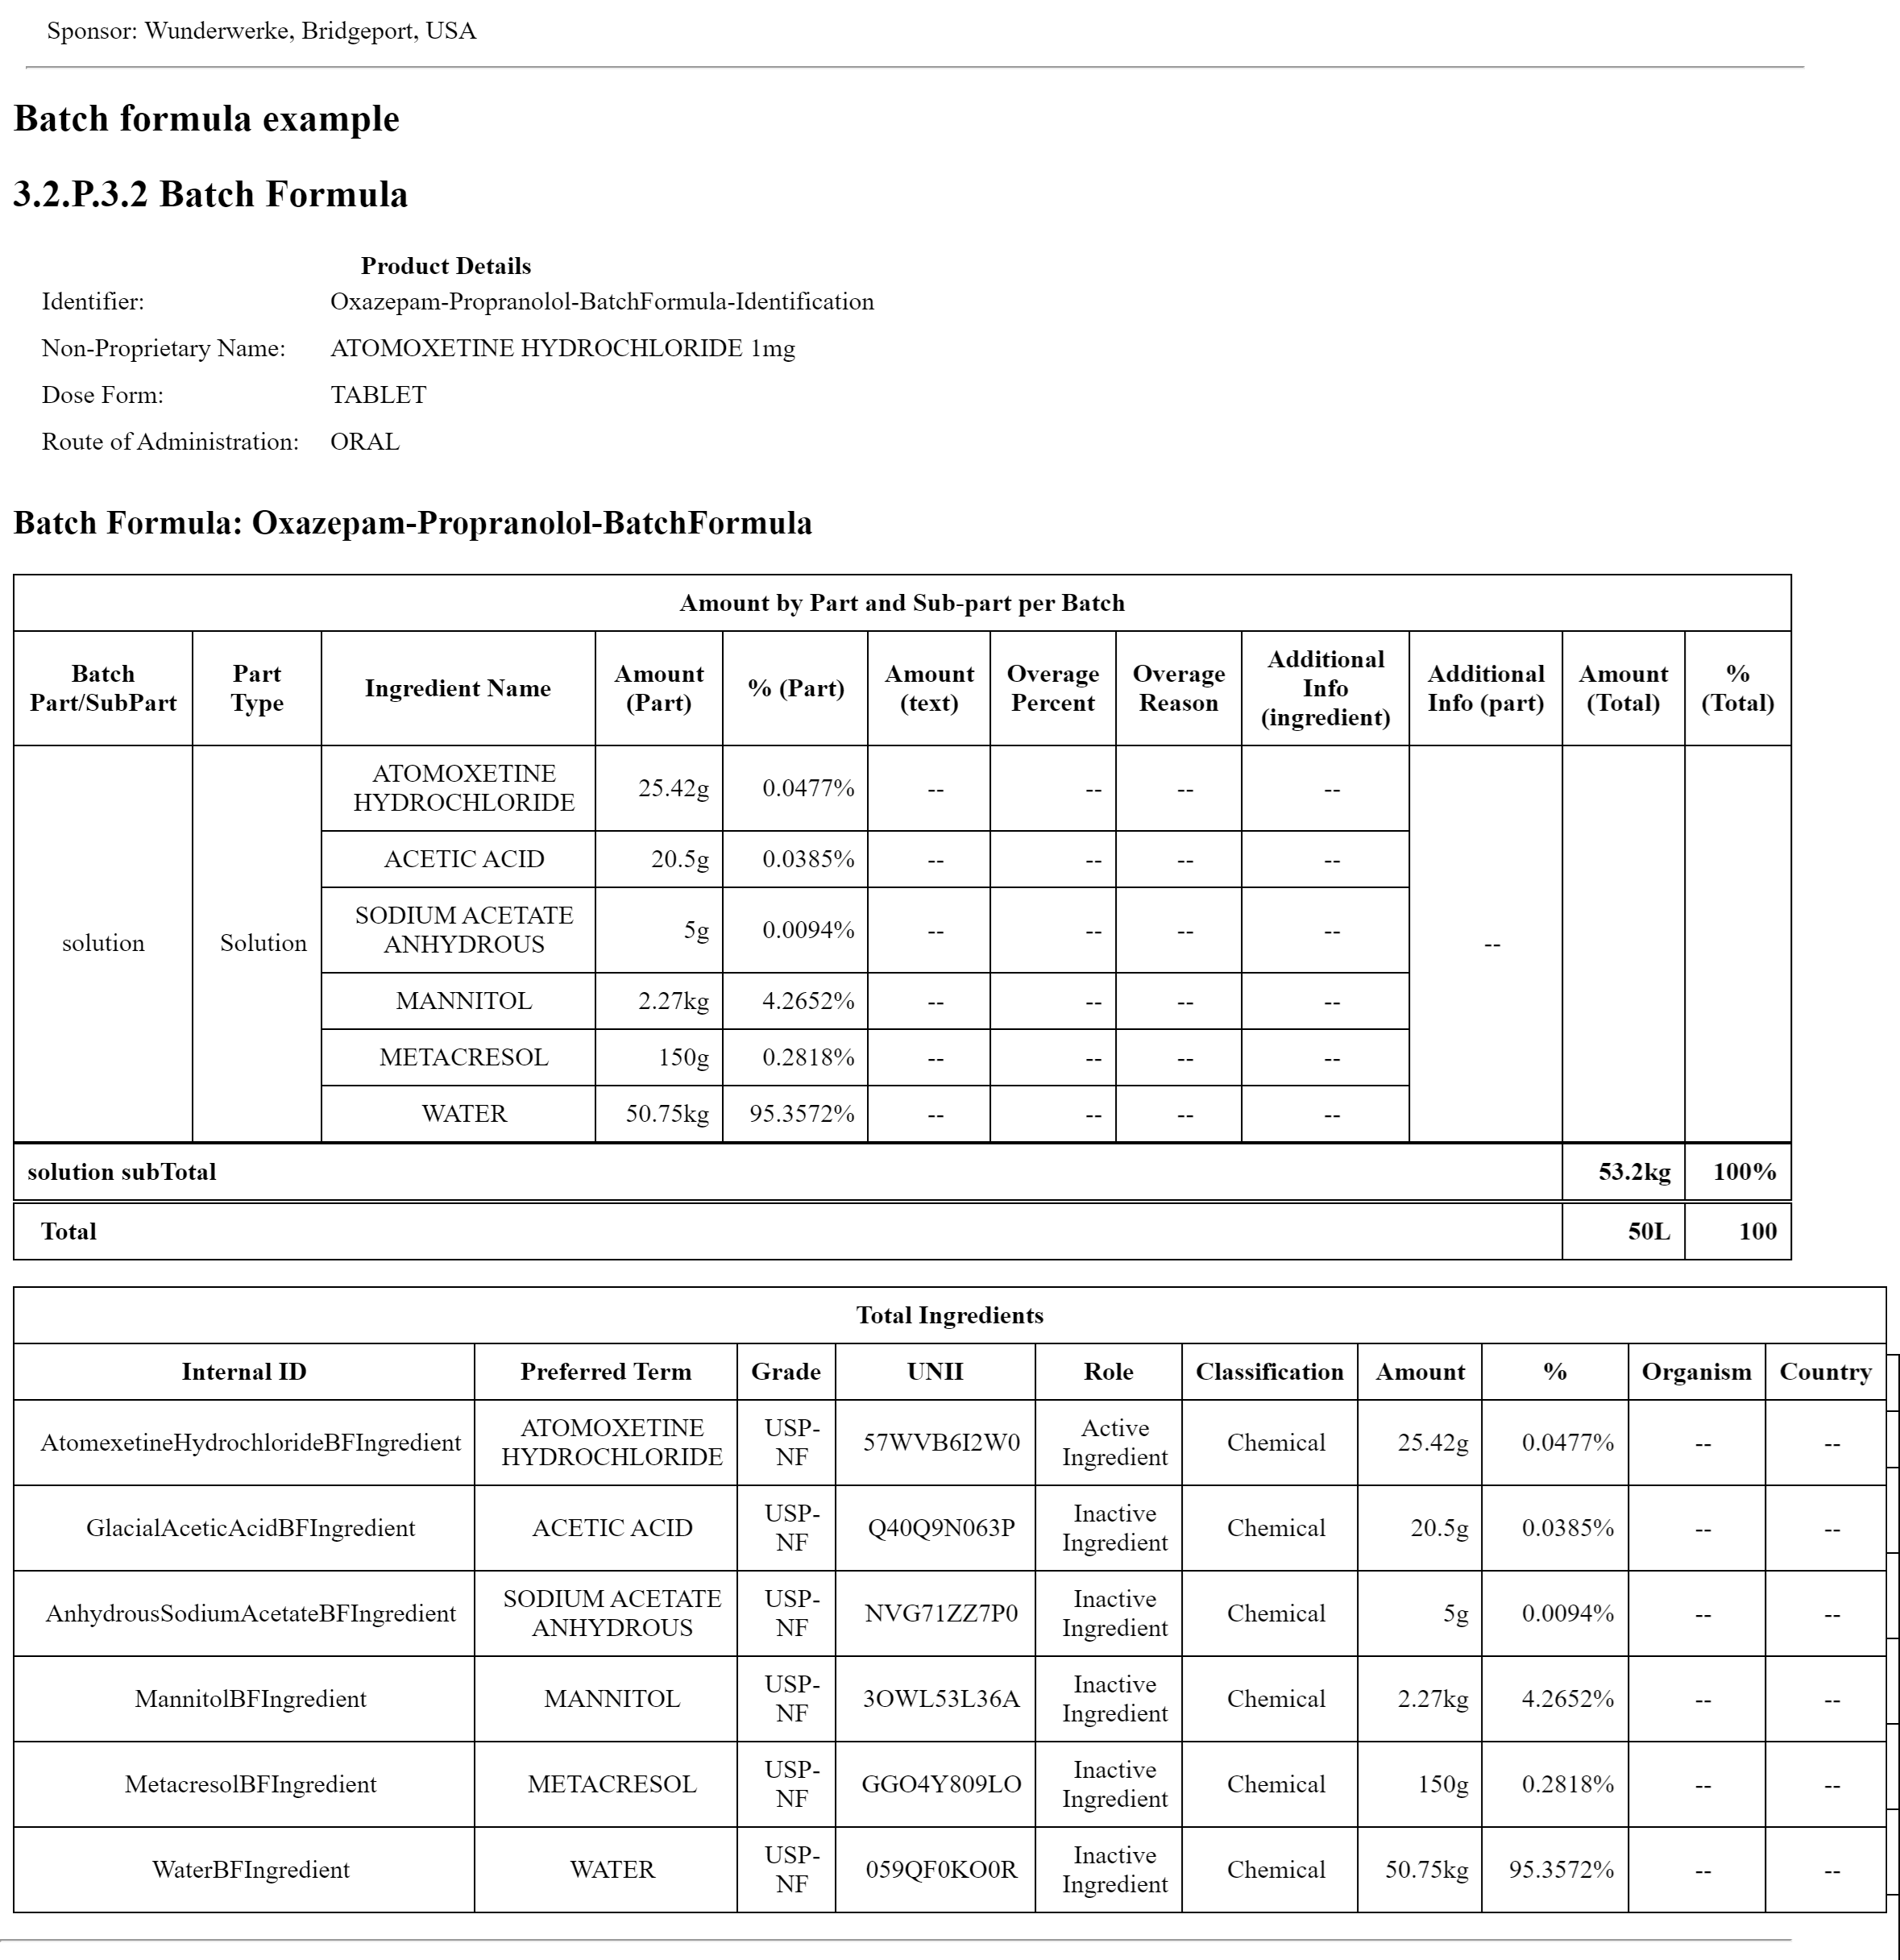 Sponsor: Wunderwerke, Bridgeport, USA
Batch formula example
3.2.P.3.2 Batch Formula
Product Details
Identifier: Oxazepam-Propranolol-BatchFormula-Identification
Non-Proprietary Name: ATOMOXETINE HYDROCHLORIDE 1mg
Dose Form: TABLET
Route of Administration: ORAL
Batch Formula: Oxazepam-Propranolol-BatchFormula
Amount by Part and Sub-part per Batch
Batch Part/SubPart Part Type Ingredient Name Amount (Part) % (Part) Amount (text) Overage Percent Overage Reason Additional Info (ingredient) Additional Info (part) Amount (Total) % (Total)
solution Solution ATOMOXETINE HYDROCHLORIDE 25.42g 0.0477% -- -- -- -- --
ACETIC ACID 20.5g 0.0385% -- -- -- --
SODIUM ACETATE ANHYDROUS 5g 0.0094% -- -- -- --
MANNITOL 2.27kg 4.2652% -- -- -- --
METACRESOL 150g 0.2818% -- -- -- --
WATER 50.75kg 95.3572% -- -- -- --
solution subTotal 53.2kg 100%
Total 50L 100
Total Ingredients
Internal ID Preferred Term Grade UNII Role Classification Amount % Organism Country
AtomexetineHydrochlorideBFIngredient ATOMOXETINE HYDROCHLORIDE USP-NF 57WVB6I2W0 Active Ingredient Chemical 25.42g 0.0477% -- --
GlacialAceticAcidBFIngredient ACETIC ACID USP-NF Q40Q9N063P Inactive Ingredient Chemical 20.5g 0.0385% -- --
AnhydrousSodiumAcetateBFIngredient SODIUM ACETATE ANHYDROUS USP-NF NVG71ZZ7P0 Inactive Ingredient Chemical 5g 0.0094% -- --
MannitolBFIngredient MANNITOL USP-NF 3OWL53L36A Inactive Ingredient Chemical 2.27kg 4.2652% -- --
MetacresolBFIngredient METACRESOL USP-NF GGO4Y809LO Inactive Ingredient Chemical 150g 0.2818% -- --
WaterBFIngredient WATER USP-NF 059QF0KO0R Inactive Ingredient Chemical 50.75kg 95.3572% -- --